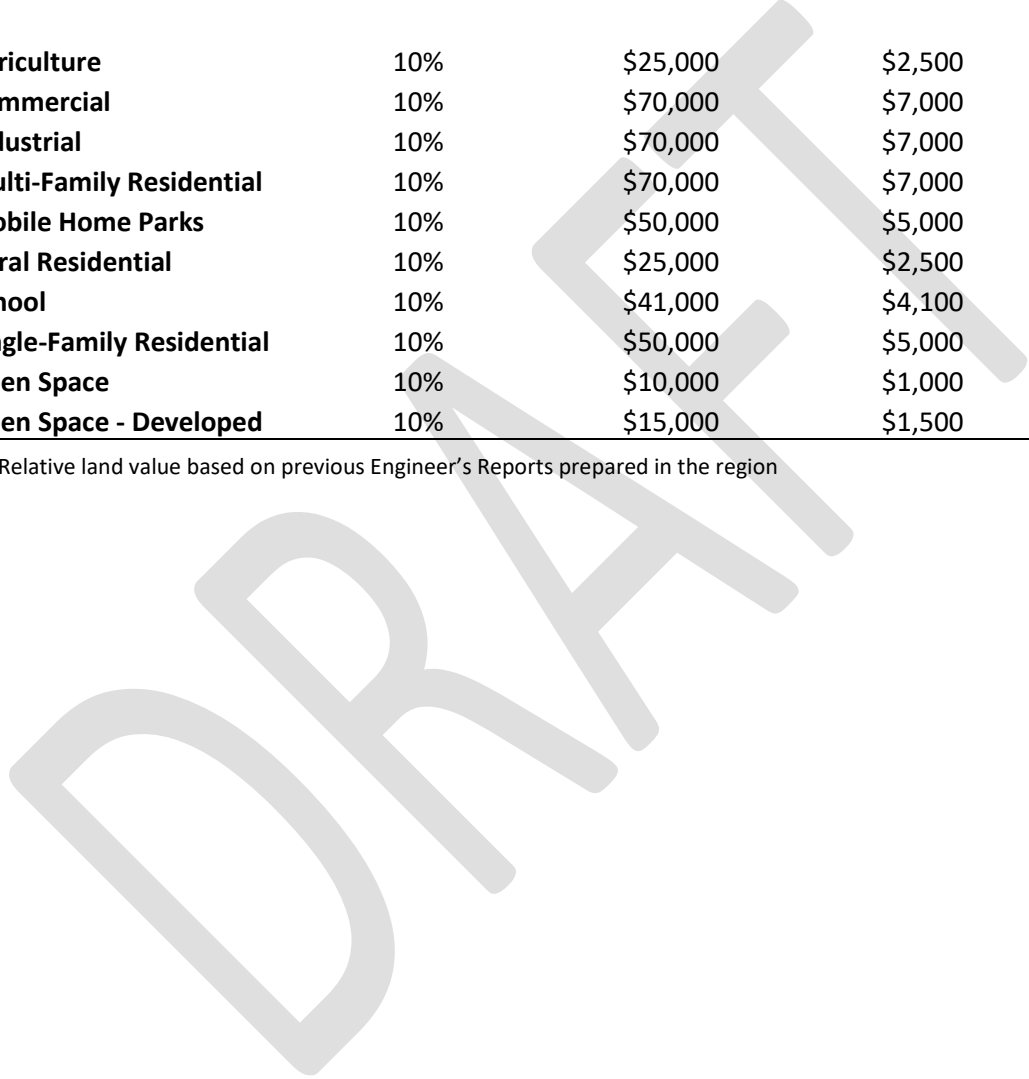 riculture 10% $25,000 $2,500
mmercial 10% $70,000 $7,000
dustrial 10% $70,000 $7,000
ulti-Family Residential 10% $70,000 $7,000
obile Home Parks 10% $50,000 $5,000
ral Residential 10% $25,000 $2,500
hool 10% $41,000 $4,100
ngle-Family Residential 10% $50,000 $5,000
en Space 10% $10,000 $1,000
en Space - Developed 10% $15,000 $1,500
Relative land value based on previous Engineer’s Reports prepared in the region
DRAFT